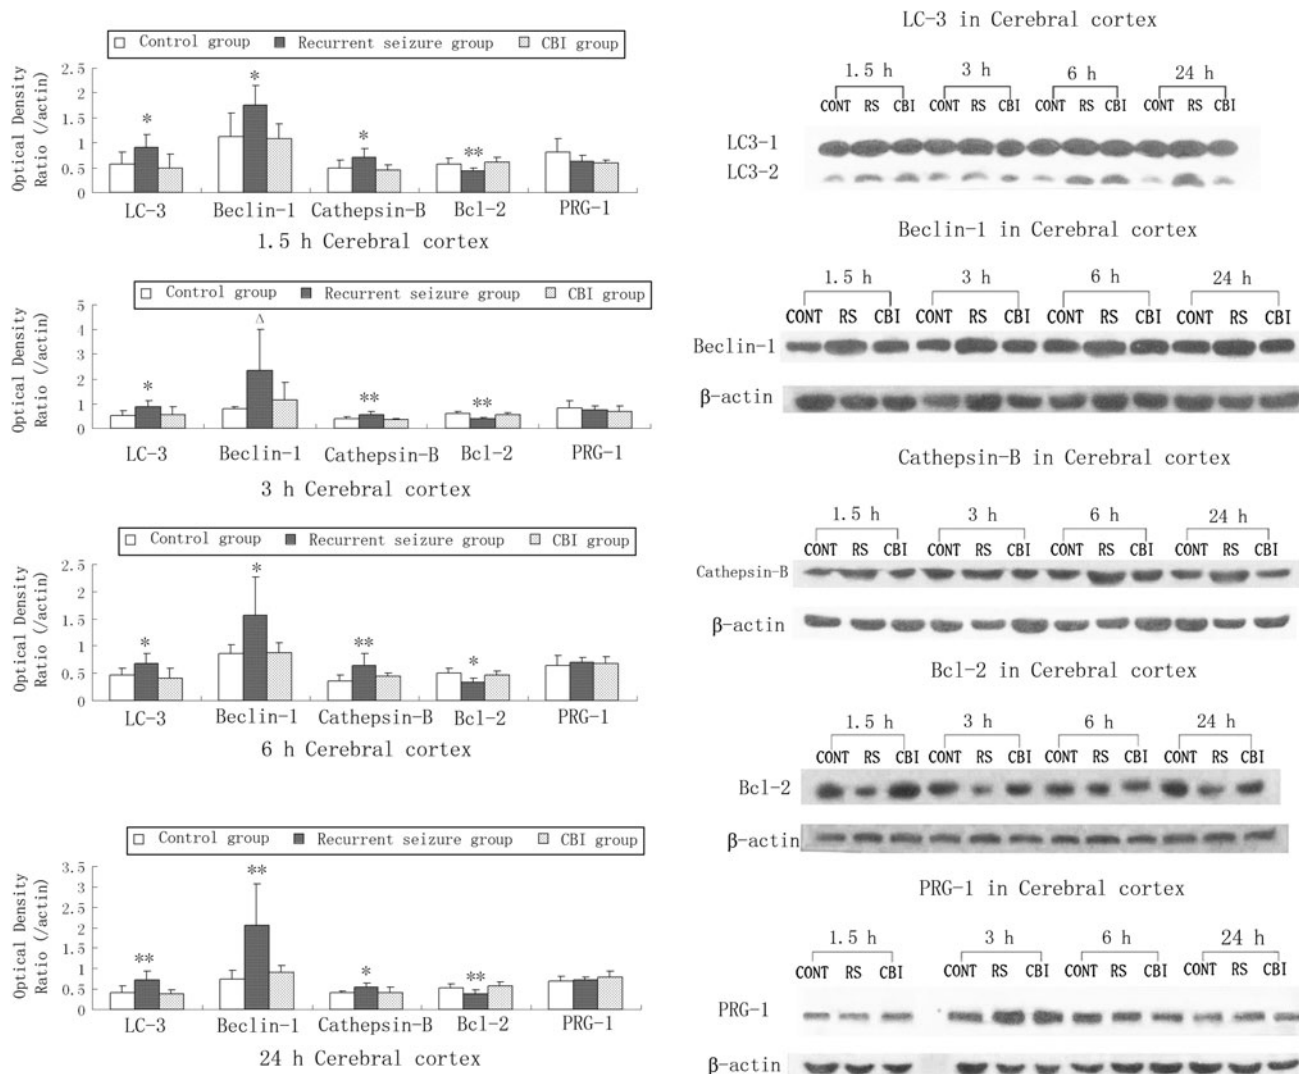 Control group Recurrent seizure group CBI group
Optical Density
Ratio (/actin)
2.5
2
1.5
1
0.5
0
* * * **
LC-3 Beclin-1 Cathepsin-B Bcl-2 PRG-1
1.5 h Cerebral cortex
Control group Recurrent seizure group CBI group
Optical Density
Ratio (/actin)
5
4
3
2
1
0
* Δ ** **
LC-3 Beclin-1 Cathepsin-B Bcl-2 PRG-1
3 h Cerebral cortex
Control group Recurrent seizure group CBI group
Optical Density
Ratio (/actin)
2.5
2
1.5
1
0.5
0
* * ** *
LC-3 Beclin-1 Cathepsin-B Bcl-2 PRG-1
6 h Cerebral cortex
Control group Recurrent seizure group CBI group
Optical Density
Ratio (/actin)
3.5
3
2.5
2
1.5
1
0.5
0
** ** * **
LC-3 Beclin-1 Cathepsin-B Bcl-2 PRG-1
24 h Cerebral cortex
LC-3 in Cerebral cortex
1.5 h 3 h 6 h 24 h
CONT RS CBI CONT RS CBI CONT RS CBI CONT RS CBI
LC3-1
LC3-2
Beclin-1 in Cerebral cortex
1.5 h 3 h 6 h 24 h
CONT RS CBI CONT RS CBI CONT RS CBI CONT RS CBI
Beclin-1
β-actin
Cathepsin-B in Cerebral cortex
1.5 h 3 h 6 h 24 h
CONT RS CBI CONT RS CBI CONT RS CBI CONT RS CBI
Cathepsin-B
β-actin
Bcl-2 in Cerebral cortex
1.5 h 3 h 6 h 24 h
CONT RS CBI CONT RS CBI CONT RS CBI CONT RS CBI
Bcl-2
β-actin
PRG-1 in Cerebral cortex
1.5 h 3 h 6 h 24 h
CONT RS CBI CONT RS CBI CONT RS CBI CONT RS CBI
PRG-1
β-actin